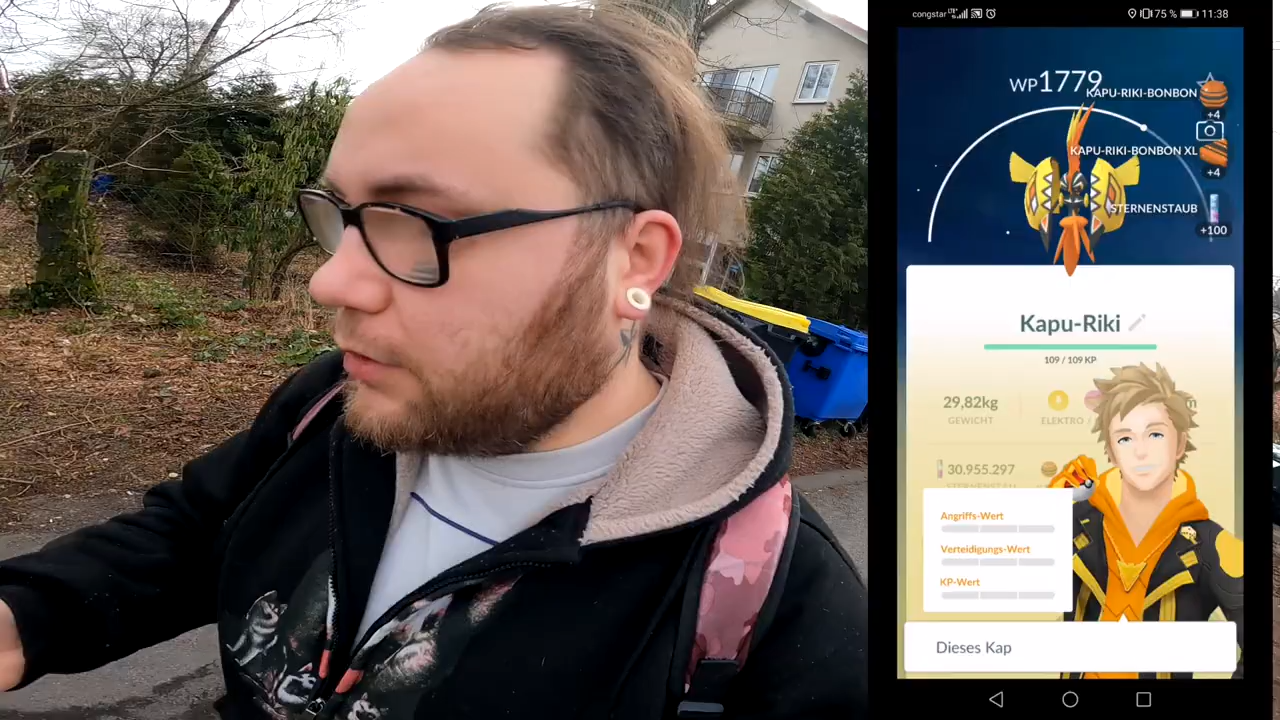 congstar 75 % 11:38
WP1779
KAPU-RIKI-BONBON
+4
KAPU-RIKI-BONBON XL
+4
STERNENSTAUB
+100
Kapu-Riki
109 / 109 KP
29,82kg
GEWICHT
ELEKTRO /
m
30.955.297
Angriffs-Wert
Verteidigungs-Wert
KP-Wert
Dieses Kap